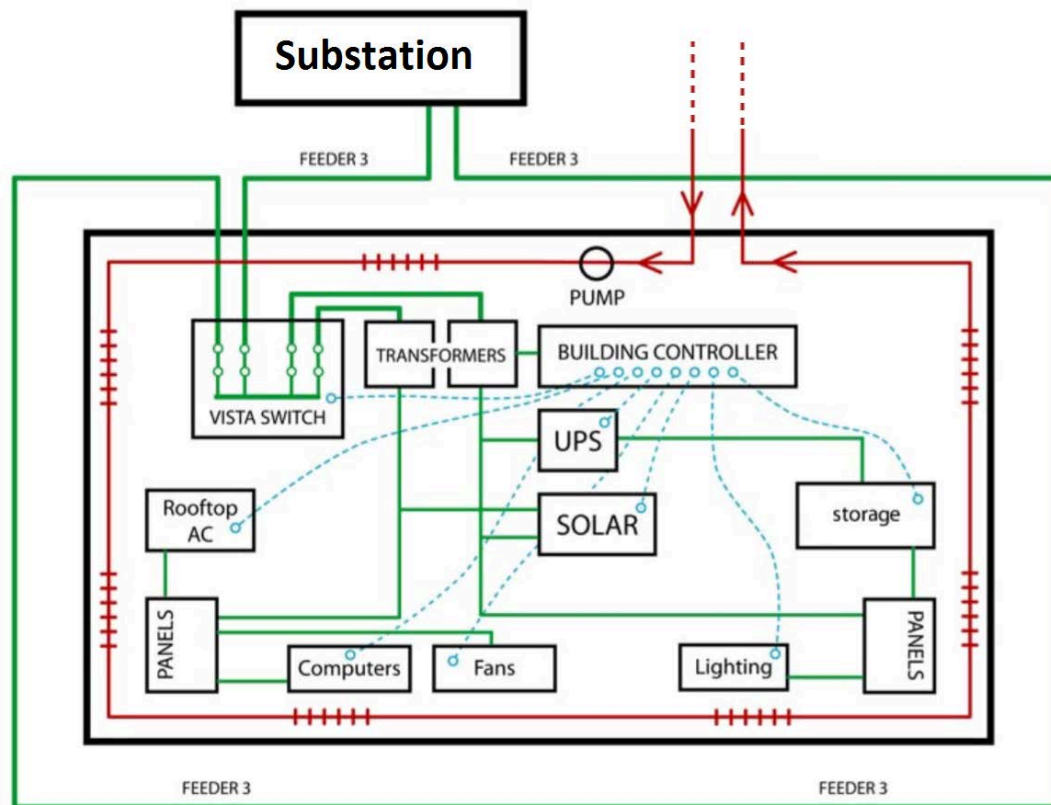 Substation
FEEDER 3
FEEDER 3
PUMP
TRANSFORMERS
BUILDING CONTROLLER
VISTA SWITCH
UPS
Rooftop
AC
SOLAR
storage
PANELS
PANELS
Computers
Fans
Lighting
FEEDER 3
FEEDER 3